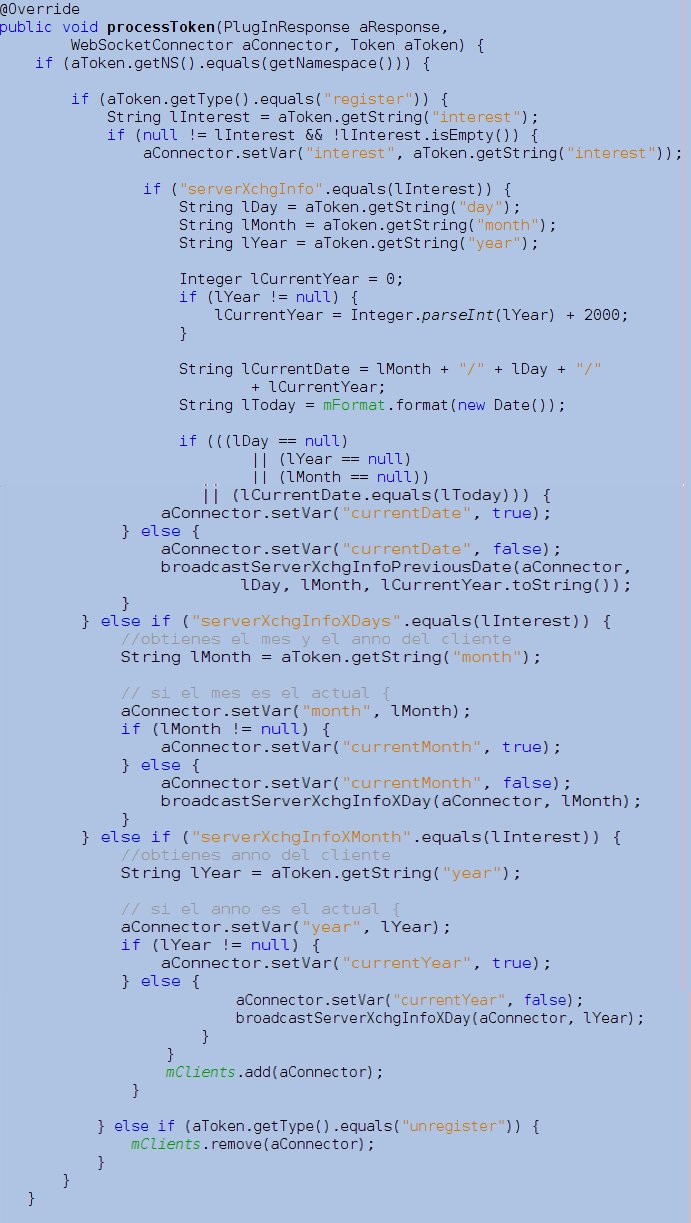 @Override
public void processToken(PlugInResponse aResponse,
        WebSocketConnector aConnector, Token aToken) {
    if (aToken.getNS().equals(getNamespace())) {

        if (aToken.getType().equals("register")) {
            String lInterest = aToken.getString("interest");
            if (null != lInterest && !lInterest.isEmpty()) {
                aConnector.setVar("interest", aToken.getString("interest"));

                if ("serverXchgInfo".equals(lInterest)) {
                    String lDay = aToken.getString("day");
                    String lMonth = aToken.getString("month");
                    String lYear = aToken.getString("year");

                    Integer lCurrentYear = 0;
                    if (lYear != null) {
                        lCurrentYear = Integer.parseInt(lYear) + 2000;
                    }

                    String lCurrentDate = lMonth + "/" + lDay + "/"
                            + lCurrentYear;
                    String lToday = mFormat.format(new Date());

                    if (((lDay == null)
                            || (lYear == null)
                            || (lMonth == null))
                       || (lCurrentDate.equals(lToday))) {
                  aConnector.setVar("currentDate", true);
              } else {
                  aConnector.setVar("currentDate", false);
                  broadcastServerXchgInfoPreviousDate(aConnector,
                          lDay, lMonth, lCurrentYear.toString());
              }
         } else if ("serverXchgInfoXDays".equals(lInterest)) {
              //obtienes el mes y el anno del cliente
              String lMonth = aToken.getString("month");

              // si el mes es el actual {
              aConnector.setVar("month", lMonth);
              if (lMonth != null) {
                  aConnector.setVar("currentMonth", true);
              } else {
                  aConnector.setVar("currentMonth", false);
                  broadcastServerXchgInfoXDay(aConnector, lMonth);
              }
         } else if ("serverXchgInfoXMonth".equals(lInterest)) {
              //obtienes anno del cliente
              String lYear = aToken.getString("year");

              // si el anno es el actual {
              aConnector.setVar("year", lYear);
              if (lYear != null) {
                  aConnector.setVar("currentYear", true);
              } else {
                          aConnector.setVar("currentYear", false);
                          broadcastServerXchgInfoXDay(aConnector, lYear);
                      }
                  }
                  mClients.add(aConnector);
              }

          } else if (aToken.getType().equals("unregister")) {
              mClients.remove(aConnector);
          }
      }
  }